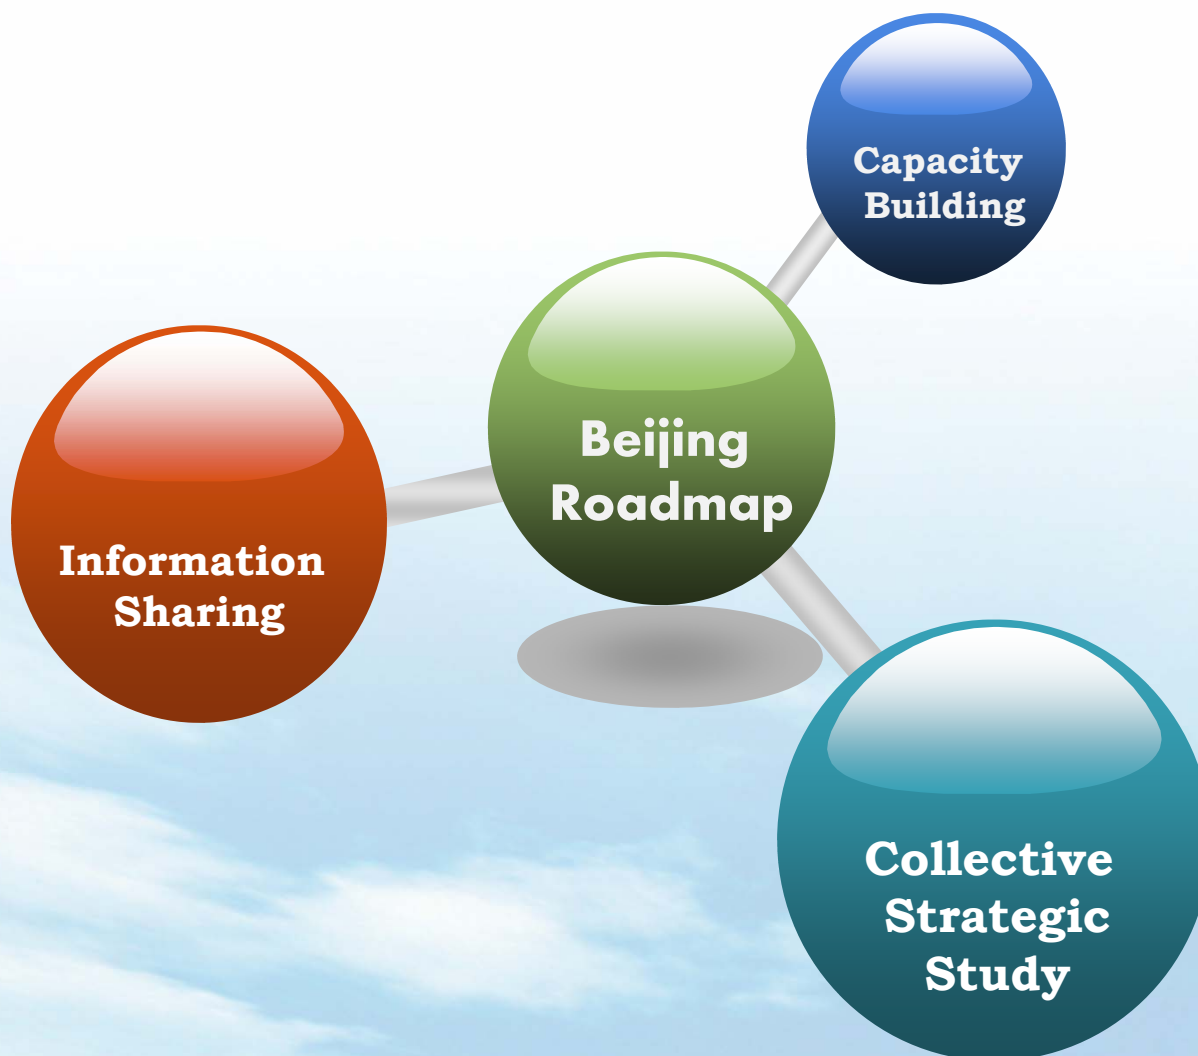 Capacity
Building
Beijing
Roadmap
Information
Sharing
Collective
Strategic
Study